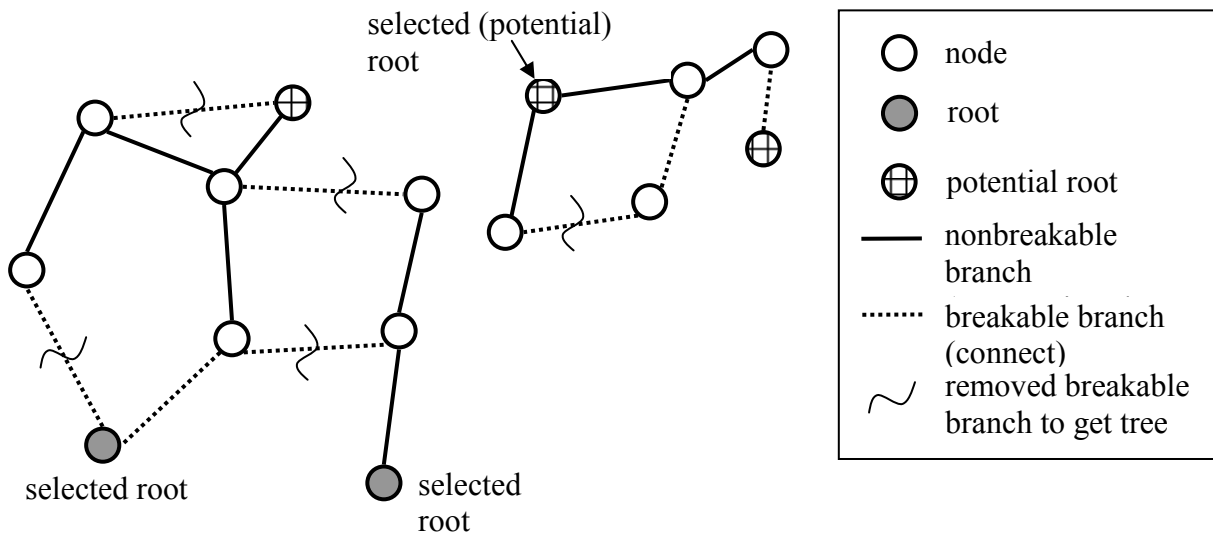 selected (potential)
root
selected root
selected
root
node
root
potential root
nonbreakable
branch
breakable branch
(connect)
removed breakable
branch to get tree